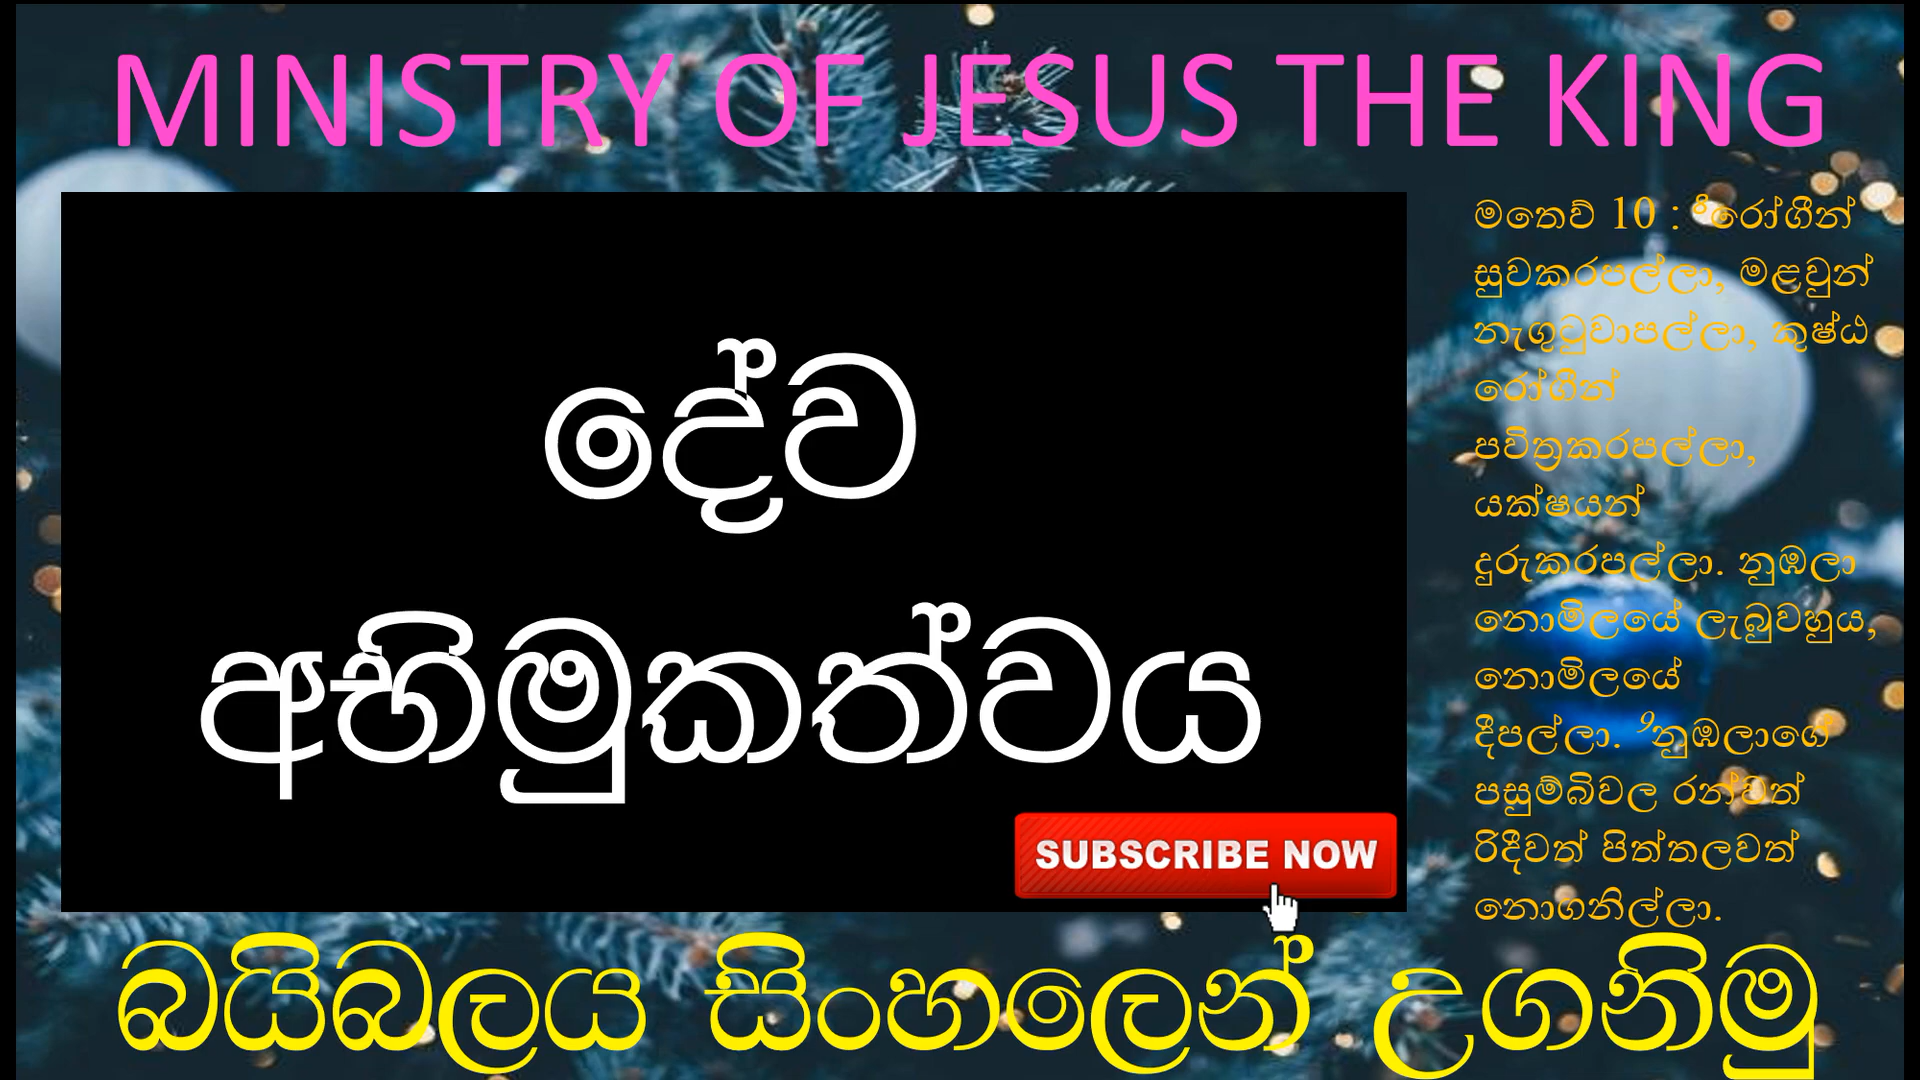 MINISTRY OF JESUS THE KING
දේව
අභිමුකත්වය
SUBSCRIBE NOW
මතෙව් 10 : ⁸රෝගීන්
සුවකරපල්ලා, මළවුන්
නැගුටුවාපල්ලා, කුෂ්ඨ
රෝගීන්
පවිත්‍රකරපල්ලා,
යක්ෂයන්
දුරුකරපල්ලා. නුඹලා
නොමිලයේ ලැබුවහුය,
නොමිලයේ
දීපල්ලා. ⁹නුඹලාගේ
පසුම්බිවල රන්වත්
රිදීවත් පිත්තලවත්
නොගනිල්ලා.
බයිබලය සිංහලෙන් උගනිමු